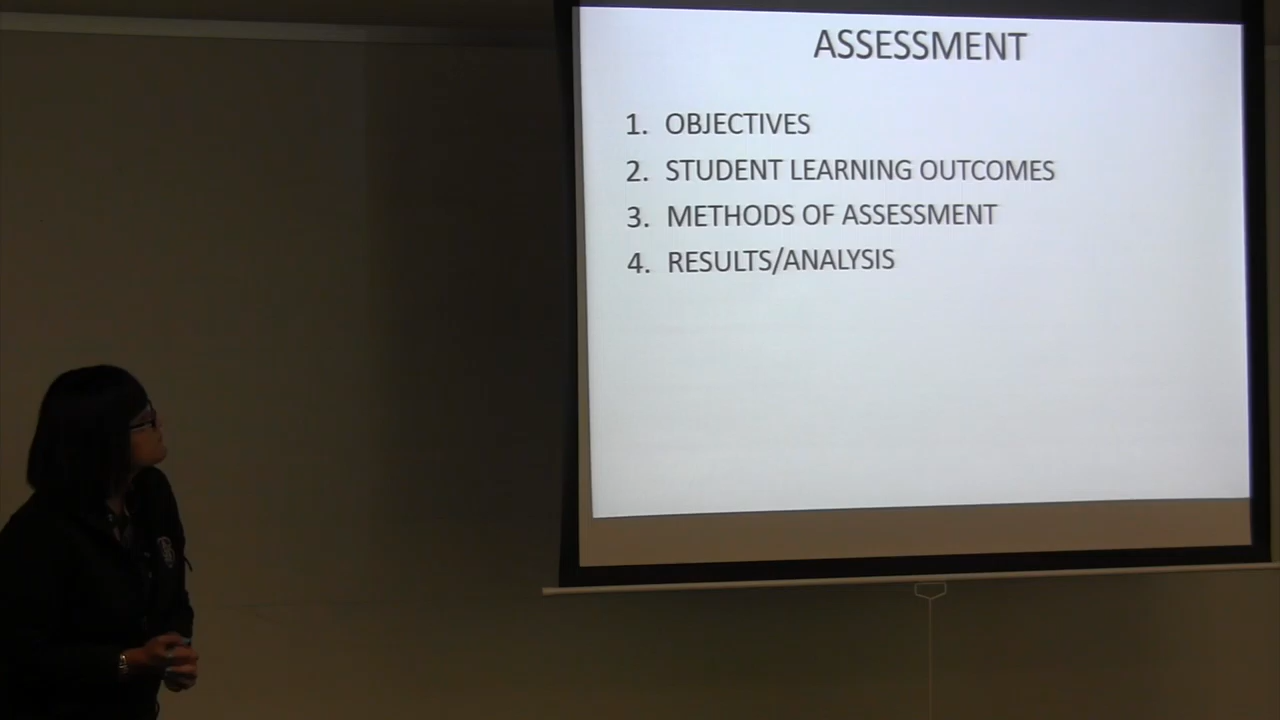 ASSESSMENT
1. OBJECTIVES
2. STUDENT LEARNING OUTCOMES
3. METHODS OF ASSESSMENT
4. RESULTS/ANALYSIS